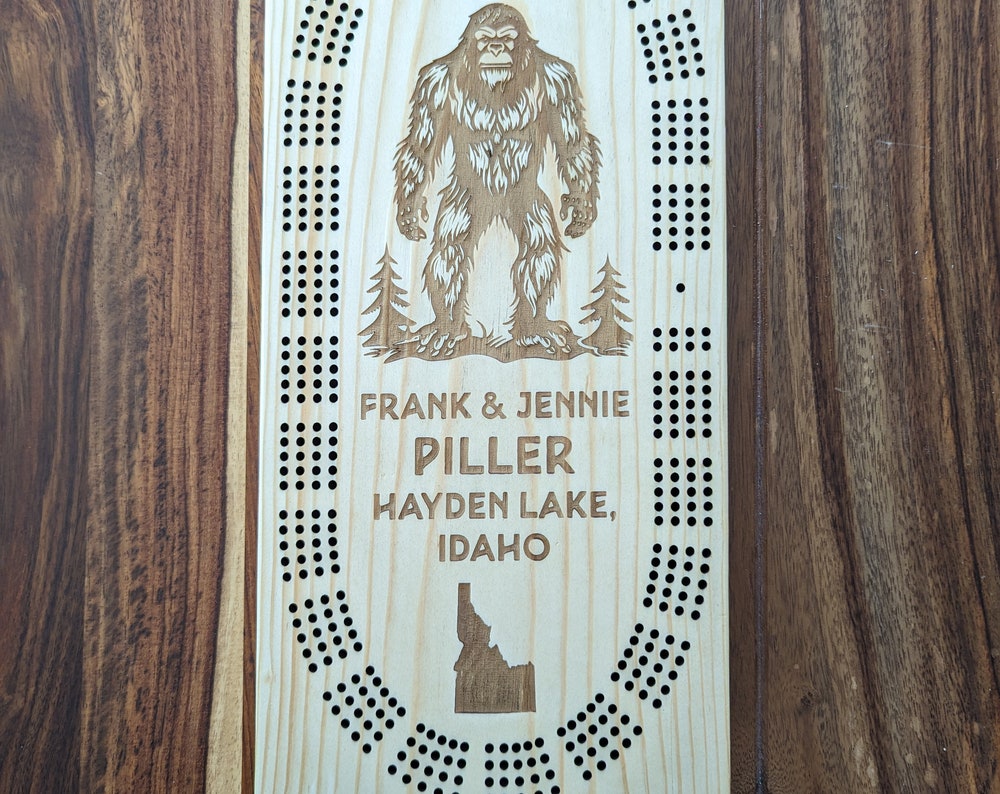 FRANK & JENNIE
PILLER
HAYDEN LAKE,
IDAHO